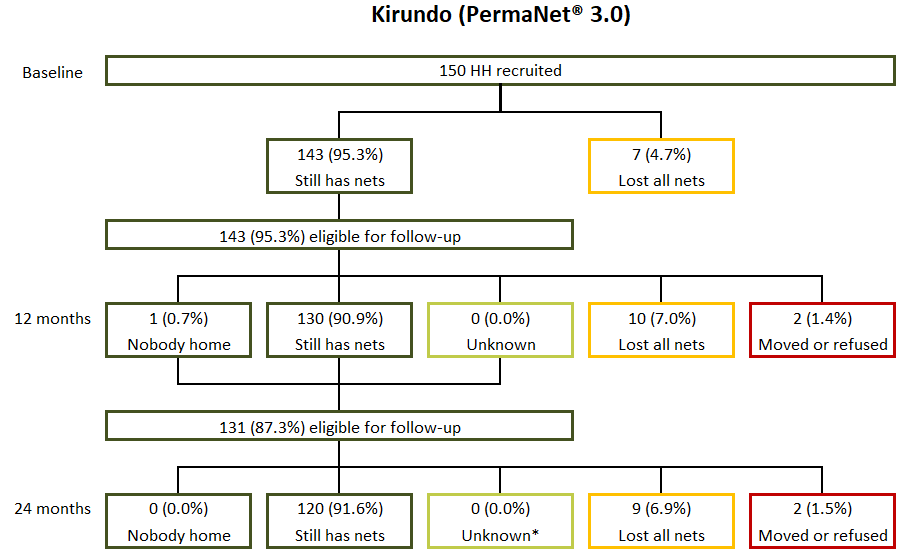 Kirundo (PermaNet® 3.0)
Baseline
150 HH recruited
143 (95.3%)
Still has nets
7 (4.7%)
Lost all nets
143 (95.3%) eligible for follow-up
12 months
1 (0.7%)
Nobody home
130 (90.9%)
Still has nets
0 (0.0%)
Unknown
10 (7.0%)
Lost all nets
2 (1.4%)
Moved or refused
131 (87.3%) eligible for follow-up
24 months
0 (0.0%)
Nobody home
120 (91.6%)
Still has nets
0 (0.0%)
Unknown*
9 (6.9%)
Lost all nets
2 (1.5%)
Moved or refused